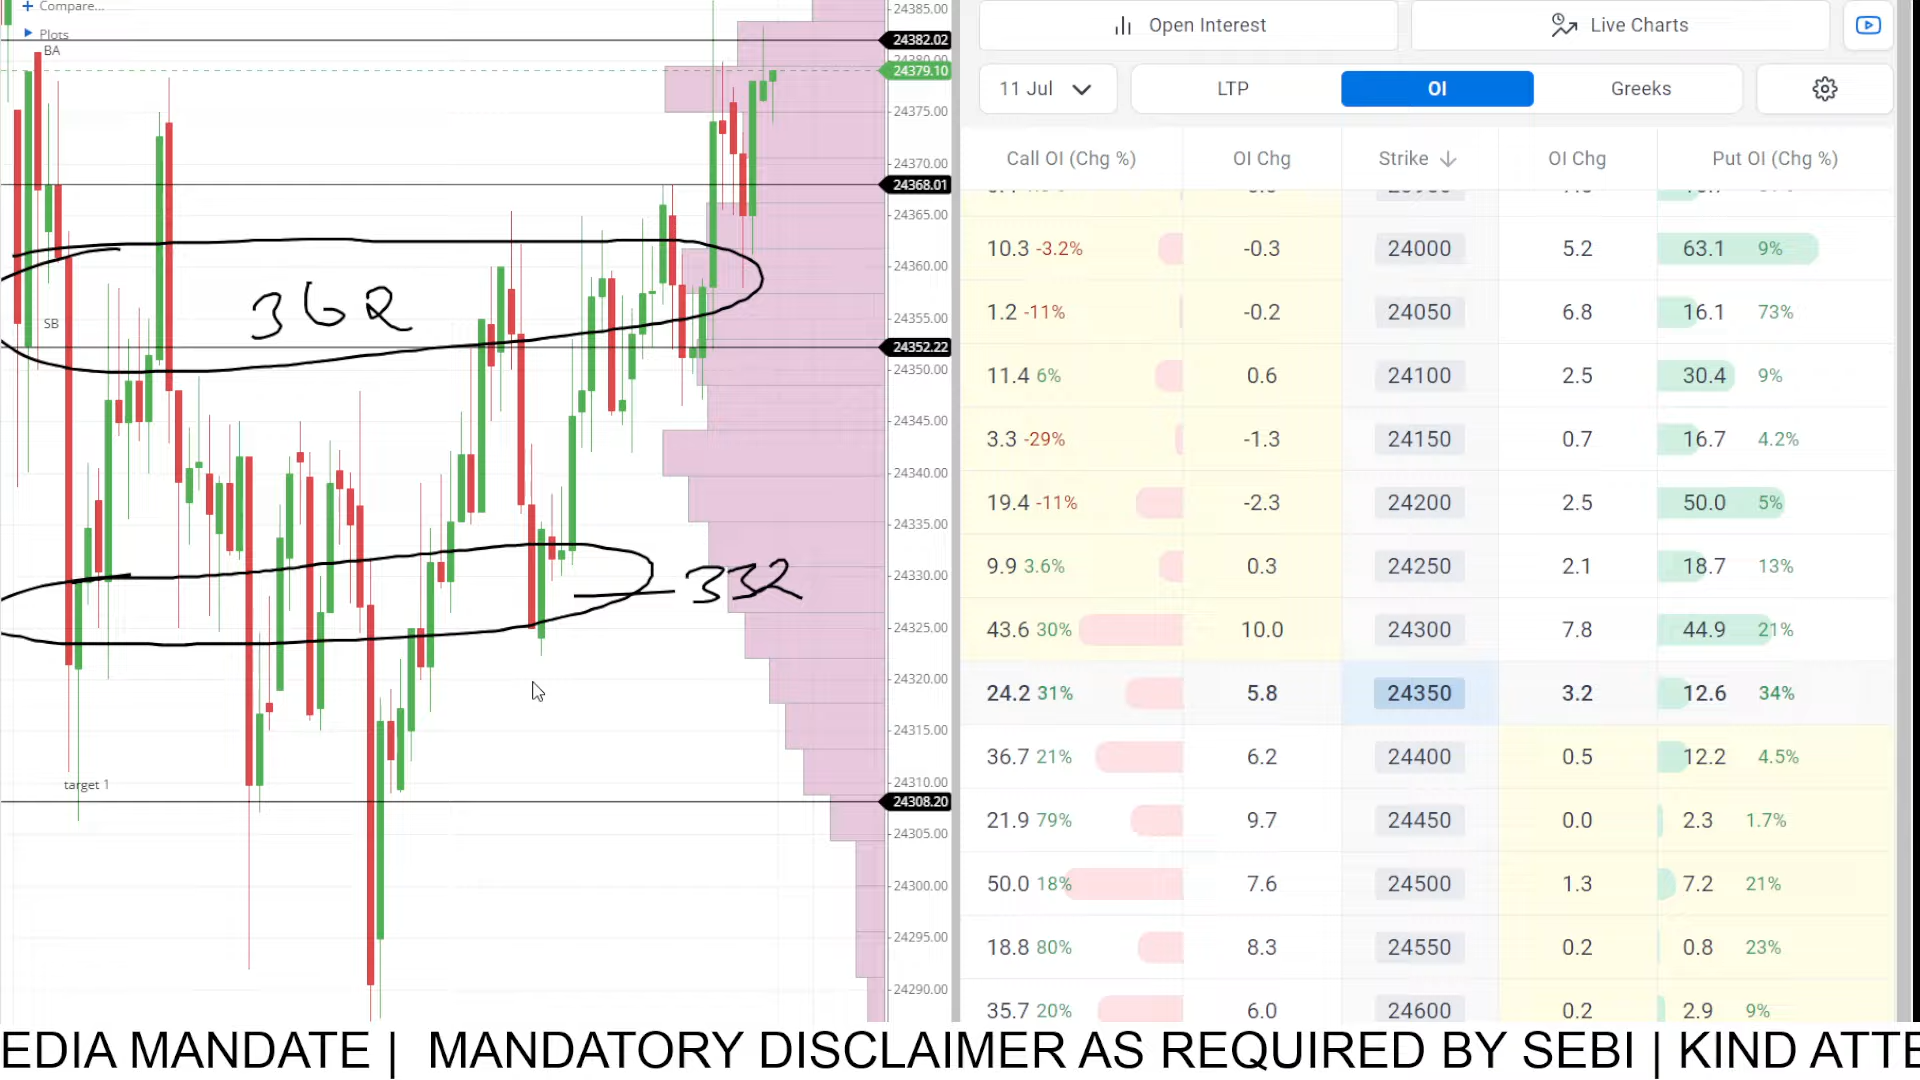 + Compare...
Plots
BA
SB
target 1
362
332
24385.00
24382.02
24380.00
24379.10
24375.00
24370.00
24368.01
24365.00
24360.00
24355.00
24352.22
24350.00
24345.00
24340.00
24335.00
24330.00
24325.00
24320.00
24315.00
24310.00
24308.20
24305.00
24300.00
24295.00
24290.00
Open Interest Live Charts
11 Jul LTP OI Greeks
Call OI (Chg %) OI Chg Strike OI Chg Put OI (Chg %)
10.3 -3.2% -0.3 24000 5.2 63.1 9%
1.2 -11% -0.2 24050 6.8 16.1 73%
11.4 6% 0.6 24100 2.5 30.4 9%
3.3 -29% -1.3 24150 0.7 16.7 4.2%
19.4 -11% -2.3 24200 2.5 50.0 5%
9.9 3.6% 0.3 24250 2.1 18.7 13%
43.6 30% 10.0 24300 7.8 44.9 21%
24.2 31% 5.8 24350 3.2 12.6 34%
36.7 21% 6.2 24400 0.5 12.2 4.5%
21.9 79% 9.7 24450 0.0 2.3 1.7%
50.0 18% 7.6 24500 1.3 7.2 21%
18.8 80% 8.3 24550 0.2 0.8 23%
35.7 20% 6.0 24600 0.2 2.9 9%
EDIA MANDATE | MANDATORY DISCLAIMER AS REQUIRED BY SEBI | KIND ATTE